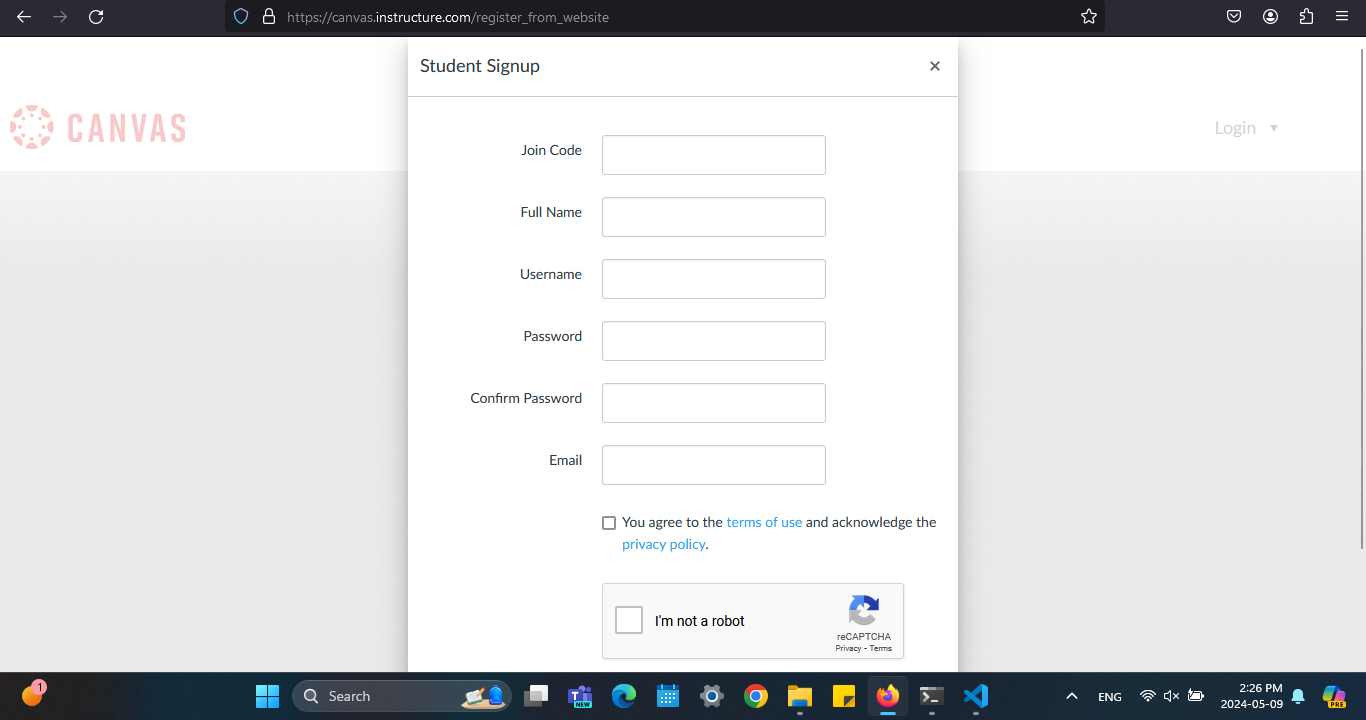 https://canvas.instructure.com/register_from_website
Student Signup
×
CANVAS
Login ▼
Join Code
Full Name
Username
Password
Confirm Password
Email
You agree to the terms of use and acknowledge the
privacy policy.
I'm not a robot
reCAPTCHA
Privacy - Terms
1
Search
NEW
ENG
2:26 PM
2024-05-09
PRE